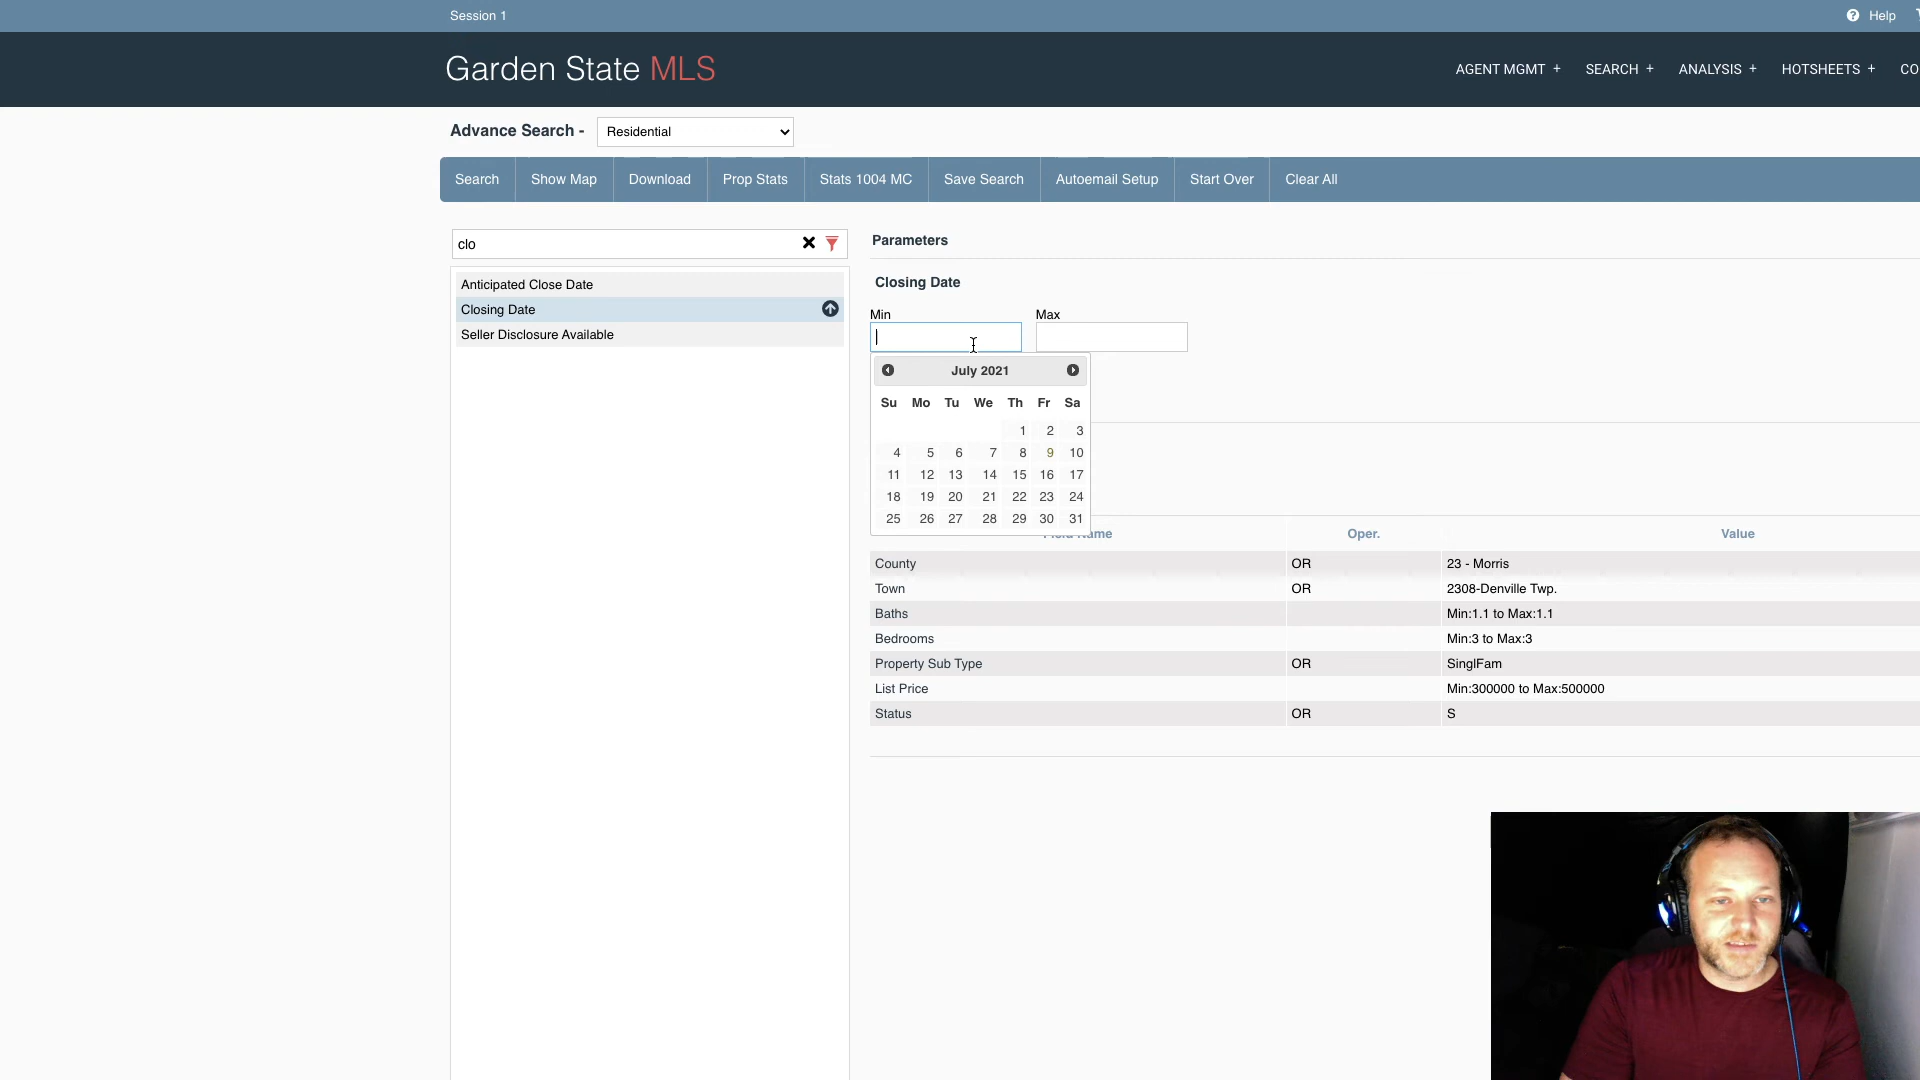 Session 1
Help
Garden State MLS
AGENT MGMT +
SEARCH +
ANALYSIS +
HOTSHEETS +
CO
Advance Search -
Residential
Search
Show Map
Download
Prop Stats
Stats 1004 MC
Save Search
Autoemail Setup
Start Over
Clear All
clo
Anticipated Close Date
Closing Date
Seller Disclosure Available
Parameters
Closing Date
Min
Max
July 2021
Su Mo Tu We Th Fr Sa
1 2 3
4 5 6 7 8 9 10
11 12 13 14 15 16 17
18 19 20 21 22 23 24
25 26 27 28 29 30 31
Field Name Oper. Value
County OR 23 - Morris
Town OR 2308-Denville Twp.
Baths Min:1.1 to Max:1.1
Bedrooms Min:3 to Max:3
Property Sub Type OR SinglFam
List Price Min:300000 to Max:500000
Status OR S